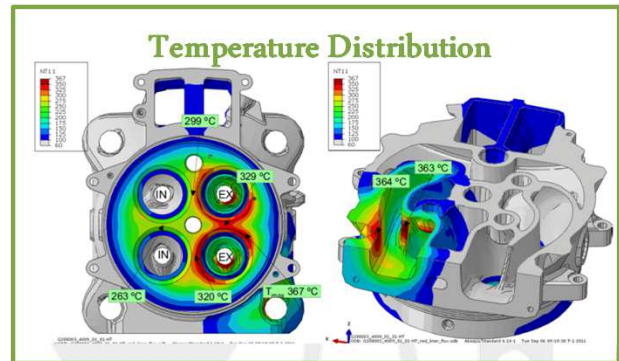 Temperature Distribution
NT11
367
350
325
300
275
250
225
200
175
150
125
100
60
299 °C
329 °C
IN
EX
IN
EX
263 °C
320 °C
Tmax 367 °C
NT11
367
350
325
300
275
250
225
200
175
150
125
100
60
363 °C
364 °C